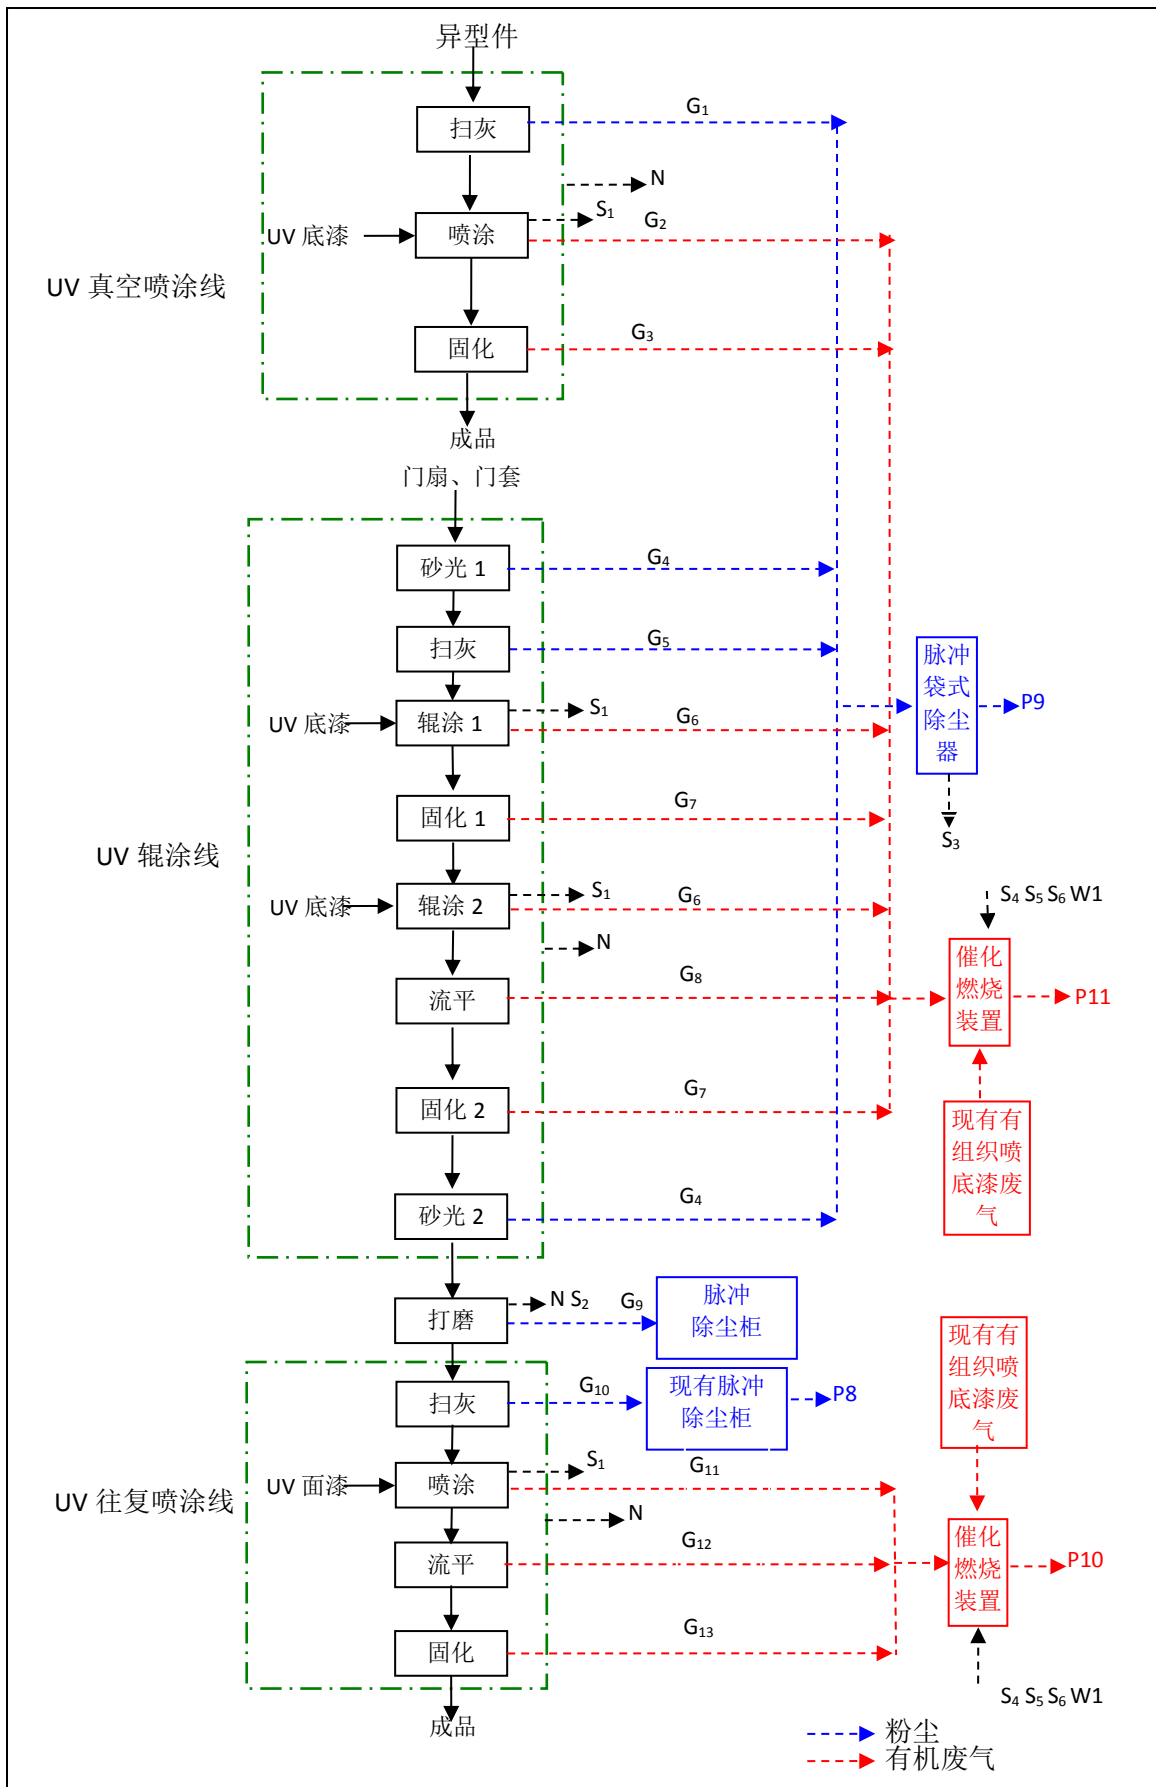 异型件
扫灰
G1
N
S1
G2
UV 底漆
喷涂
UV 真空喷涂线
固化
G3
成品
门扇、门套
砂光 1
G4
扫灰
G5
脉冲
袋式
除尘
器
P9
S3
UV 底漆
辊涂 1
S1
G6
固化 1
G7
UV 辊涂线
UV 底漆
辊涂 2
S1
G6
N
S4 S5 S6 W1
催化
燃烧
装置
P11
流平
G8
固化 2
G7
现有有
组织喷
底漆废
气
砂光 2
G4
打磨
N S2
G9
脉冲
除尘柜
现有有
组织喷
底漆废
气
扫灰
G10
现有脉冲
除尘柜
P8
UV 面漆
喷涂
S1
G11
UV 往复喷涂线
N
流平
G12
催化
燃烧
装置
P10
固化
G13
S4 S5 S6 W1
成品
粉尘
有机废气